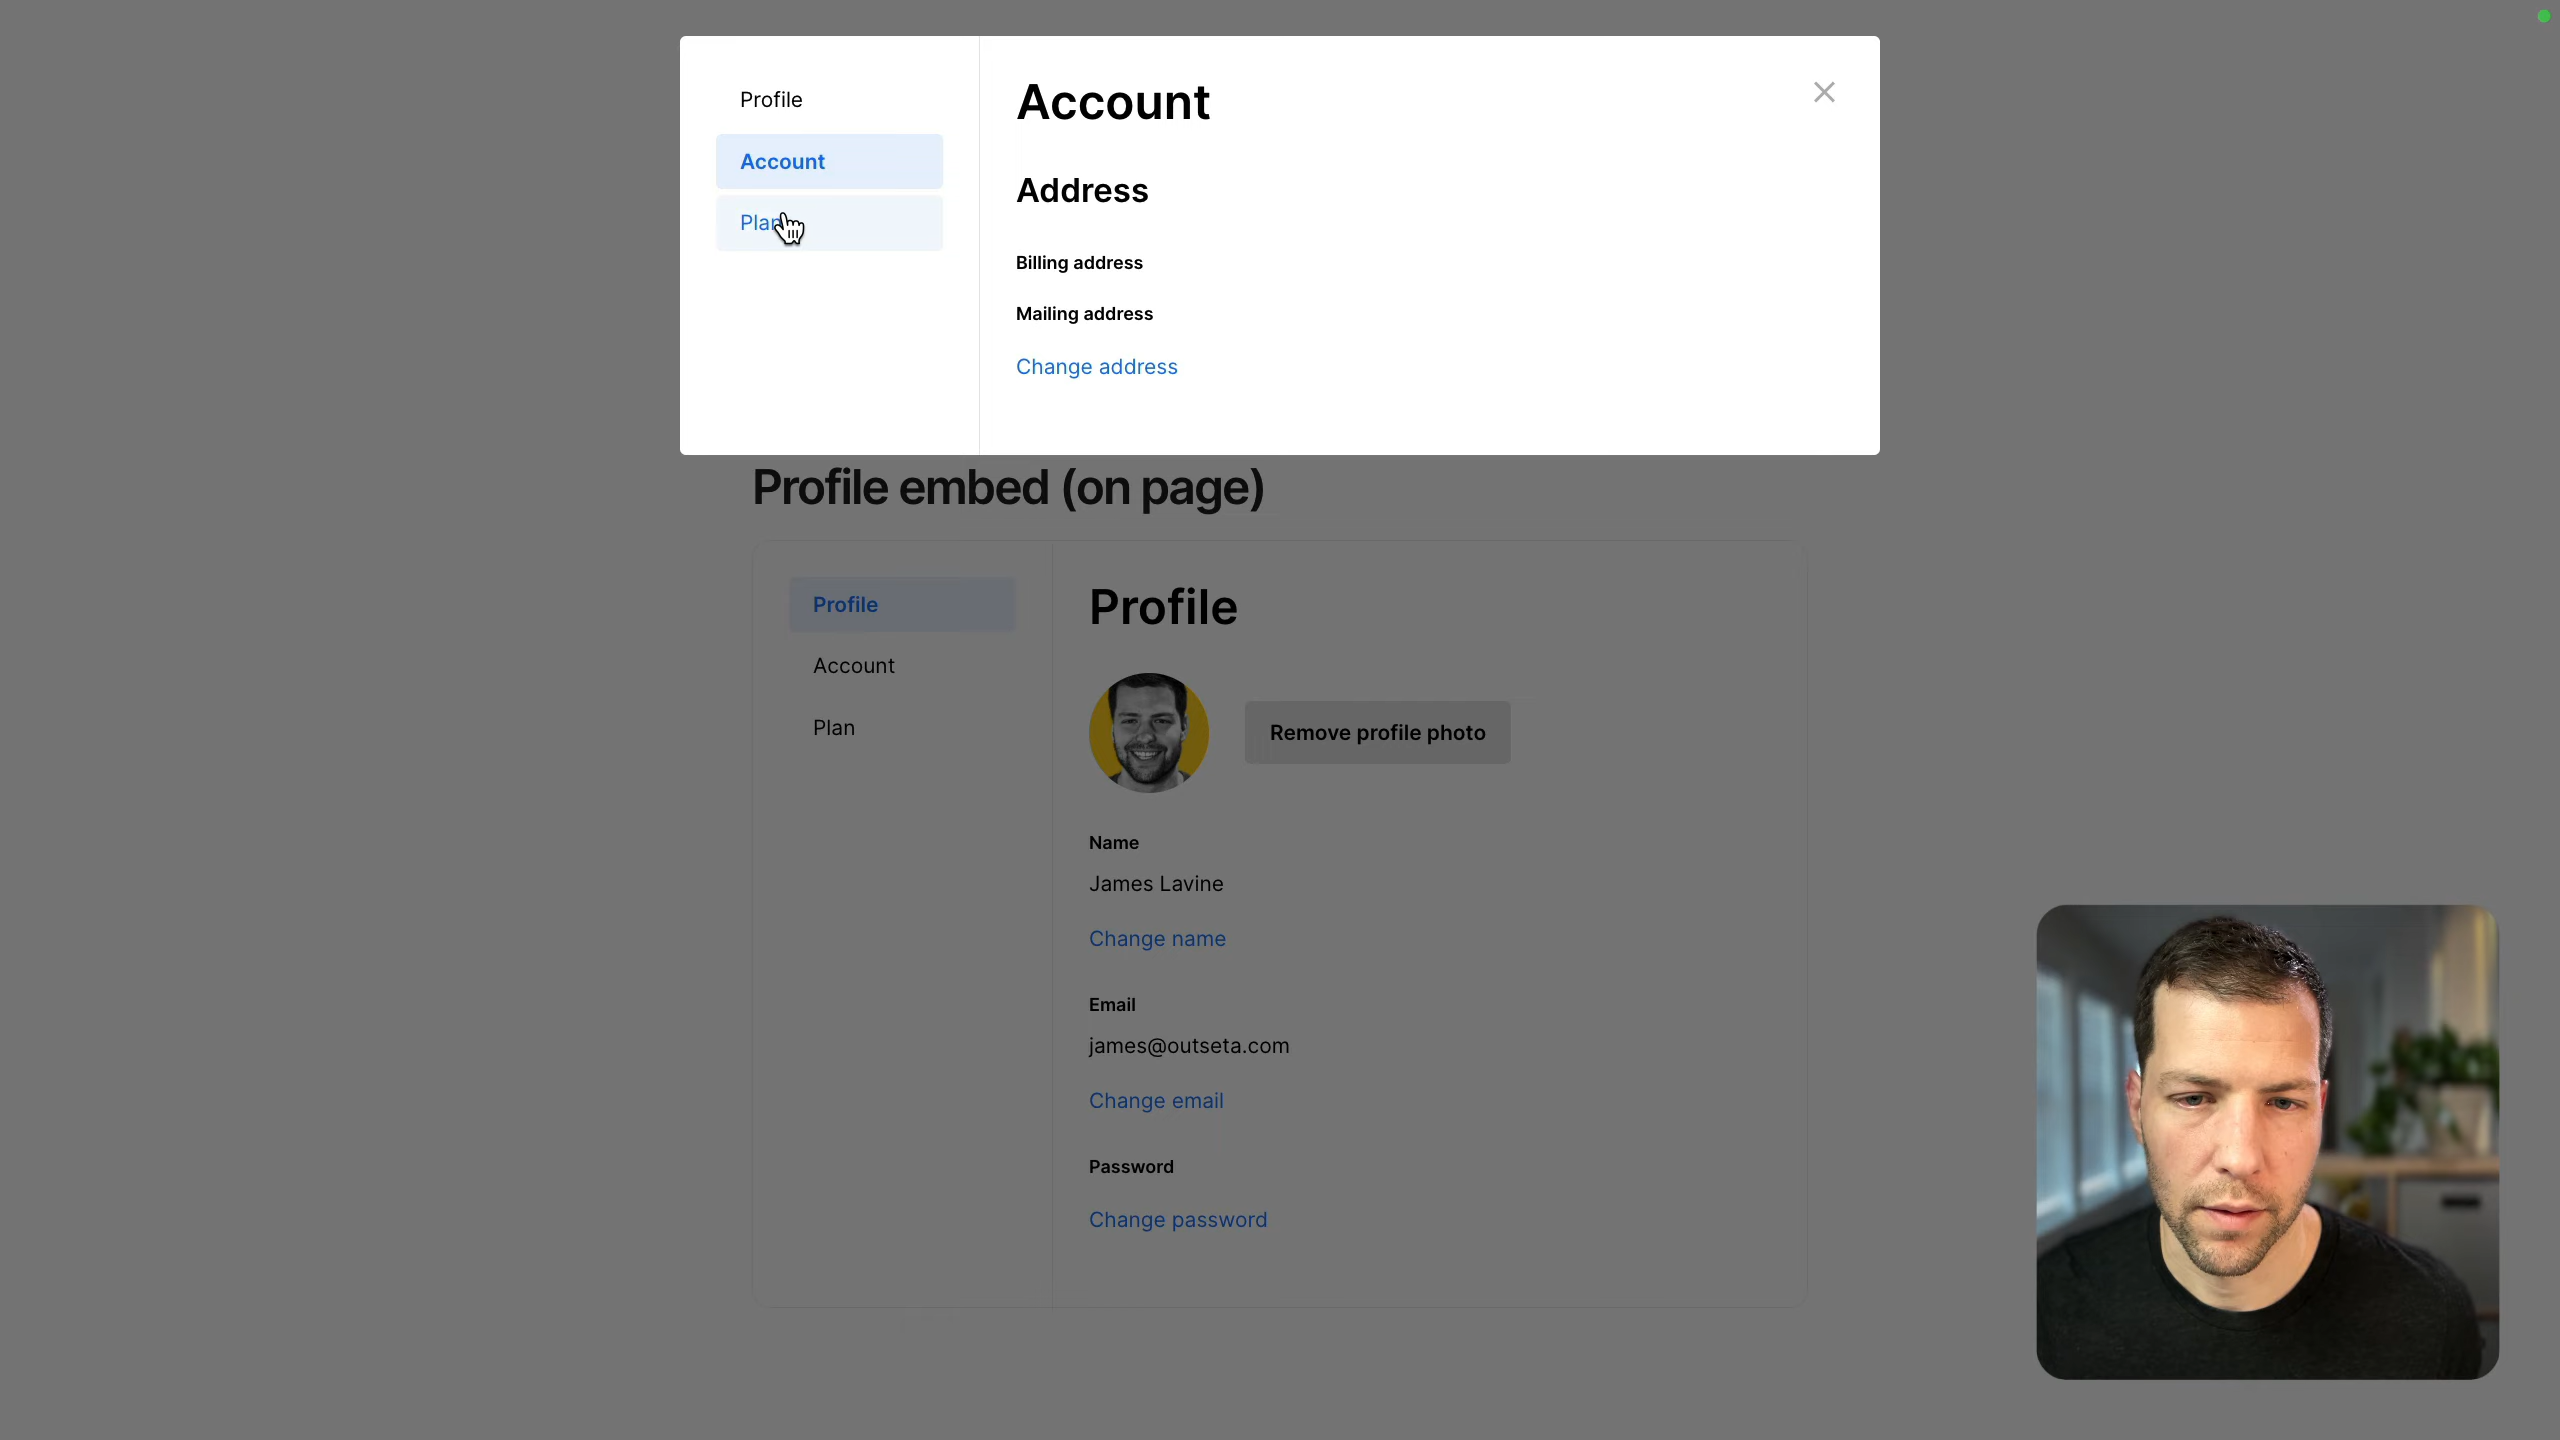 Profile
Account
Plan
Account
Address
Billing address
Mailing address
Change address
Profile embed (on page)
Profile
Account
Plan
Profile
Remove profile photo
Name
James Lavine
Change name
Email
james@outseta.com
Change email
Password
Change password